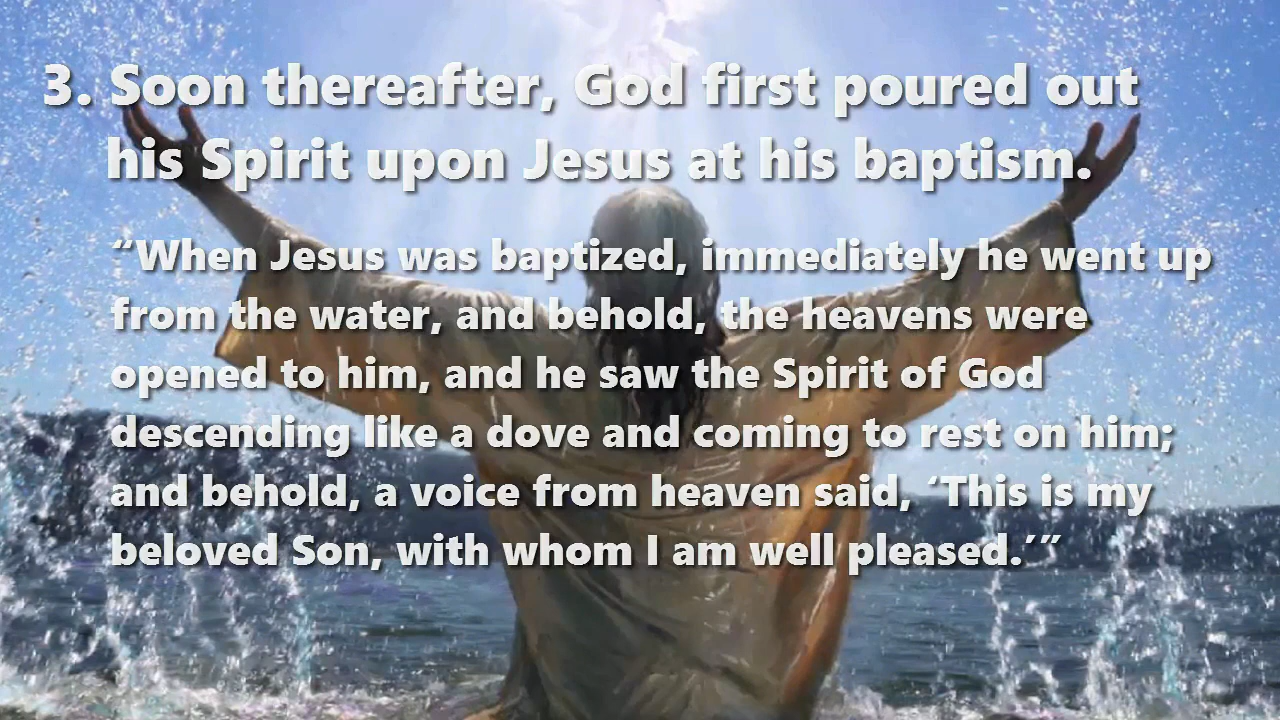 3. Soon thereafter, God first poured out
his Spirit upon Jesus at his baptism.
“When Jesus was baptized, immediately he went up
from the water, and behold, the heavens were
opened to him, and he saw the Spirit of God
descending like a dove and coming to rest on him;
and behold, a voice from heaven said, ‘This is my
beloved Son, with whom I am well pleased.’”